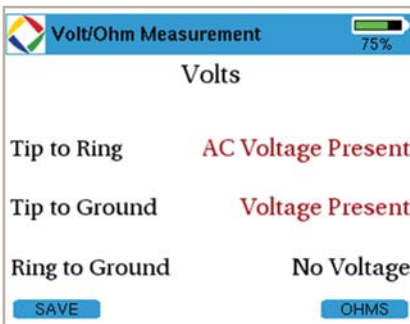 Volt/Ohm Measurement 75%
Volts
Tip to Ring AC Voltage Present
Tip to Ground Voltage Present
Ring to Ground No Voltage
SAVE OHMS